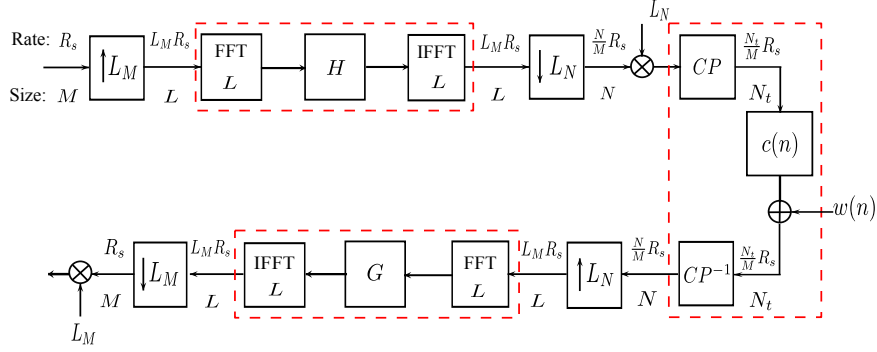 L_N
Rate: R_s L_M R_s L_M R_s N/M R_s N_t/M R_s
↑L_M FFT L H IFFT L ↓L_N CP
Size: M L L N N_t
c(n)
w(n)
R_s L_M R_s L_M R_s N/M R_s N_t/M R_s
↓L_M IFFT L G FFT L ↑L_N CP^{-1}
M L L N N_t
L_M